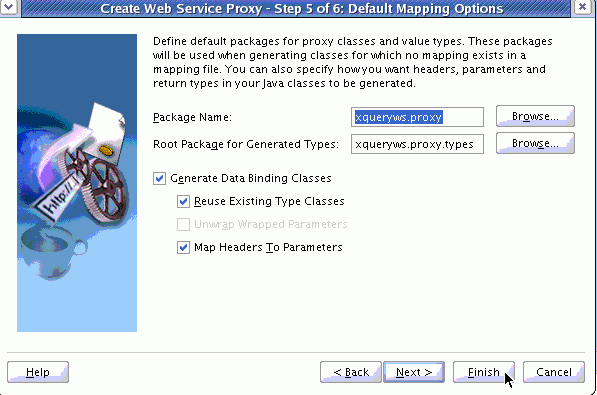 Create Web Service Proxy - Step 5 of 6: Default Mapping Options
Define default packages for proxy classes and value types. These packages
will be used when generating classes for which no mapping exists in a
mapping file. You can also specify how you want headers, parameters and
return types in your Java classes to be generated.
Package Name: xqueryws.proxy Browse...
Root Package for Generated Types: xqueryws.proxy.types Browse...
Generate Data Binding Classes
Reuse Existing Type Classes
Unwrap Wrapped Parameters
Map Headers To Parameters
http://
Help < Back Next > Finish Cancel